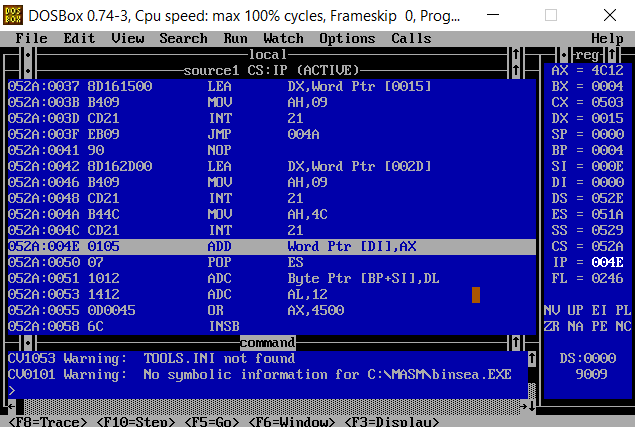 DOSBox 0.74-3, Cpu speed: max 100% cycles, Frameskip 0, Prog...
File Edit View Search Run Watch Options Calls Help
local
source1 CS:IP (ACTIVE)
052A:0037 8D161500 LEA DX,Word Ptr [0015]
052A:003B B409 MOV AH,09
052A:003D CD21 INT 21
052A:003F EB09 JMP 004A
052A:0041 90 NOP
052A:0042 8D162D00 LEA DX,Word Ptr [002D]
052A:0046 B409 MOV AH,09
052A:0048 CD21 INT 21
052A:004A B44C MOV AH,4C
052A:004C CD21 INT 21
052A:004E 0105 ADD Word Ptr [DI],AX
052A:0050 07 POP ES
052A:0051 1012 ADC Byte Ptr [BP+SI],DL
052A:0053 1412 ADC AL,12
052A:0055 0D0045 OR AX,4500
052A:0058 6C INSB
reg
AX = 4C12
BX = 0004
CX = 0503
DX = 0015
SP = 0000
BP = 0004
SI = 000E
DI = 0000
DS = 052E
ES = 051A
SS = 0529
CS = 052A
IP = 004E
FL = 0246
NV UP EI PL
ZR NA PE NC
DS:0000
9009
command
CV1053 Warning: TOOLS.INI not found
CV0101 Warning: No symbolic information for C:\MASM\binsea.EXE
>
<F8=Trace> <F10=Step> <F5=Go> <F6=Window> <F3=Display>